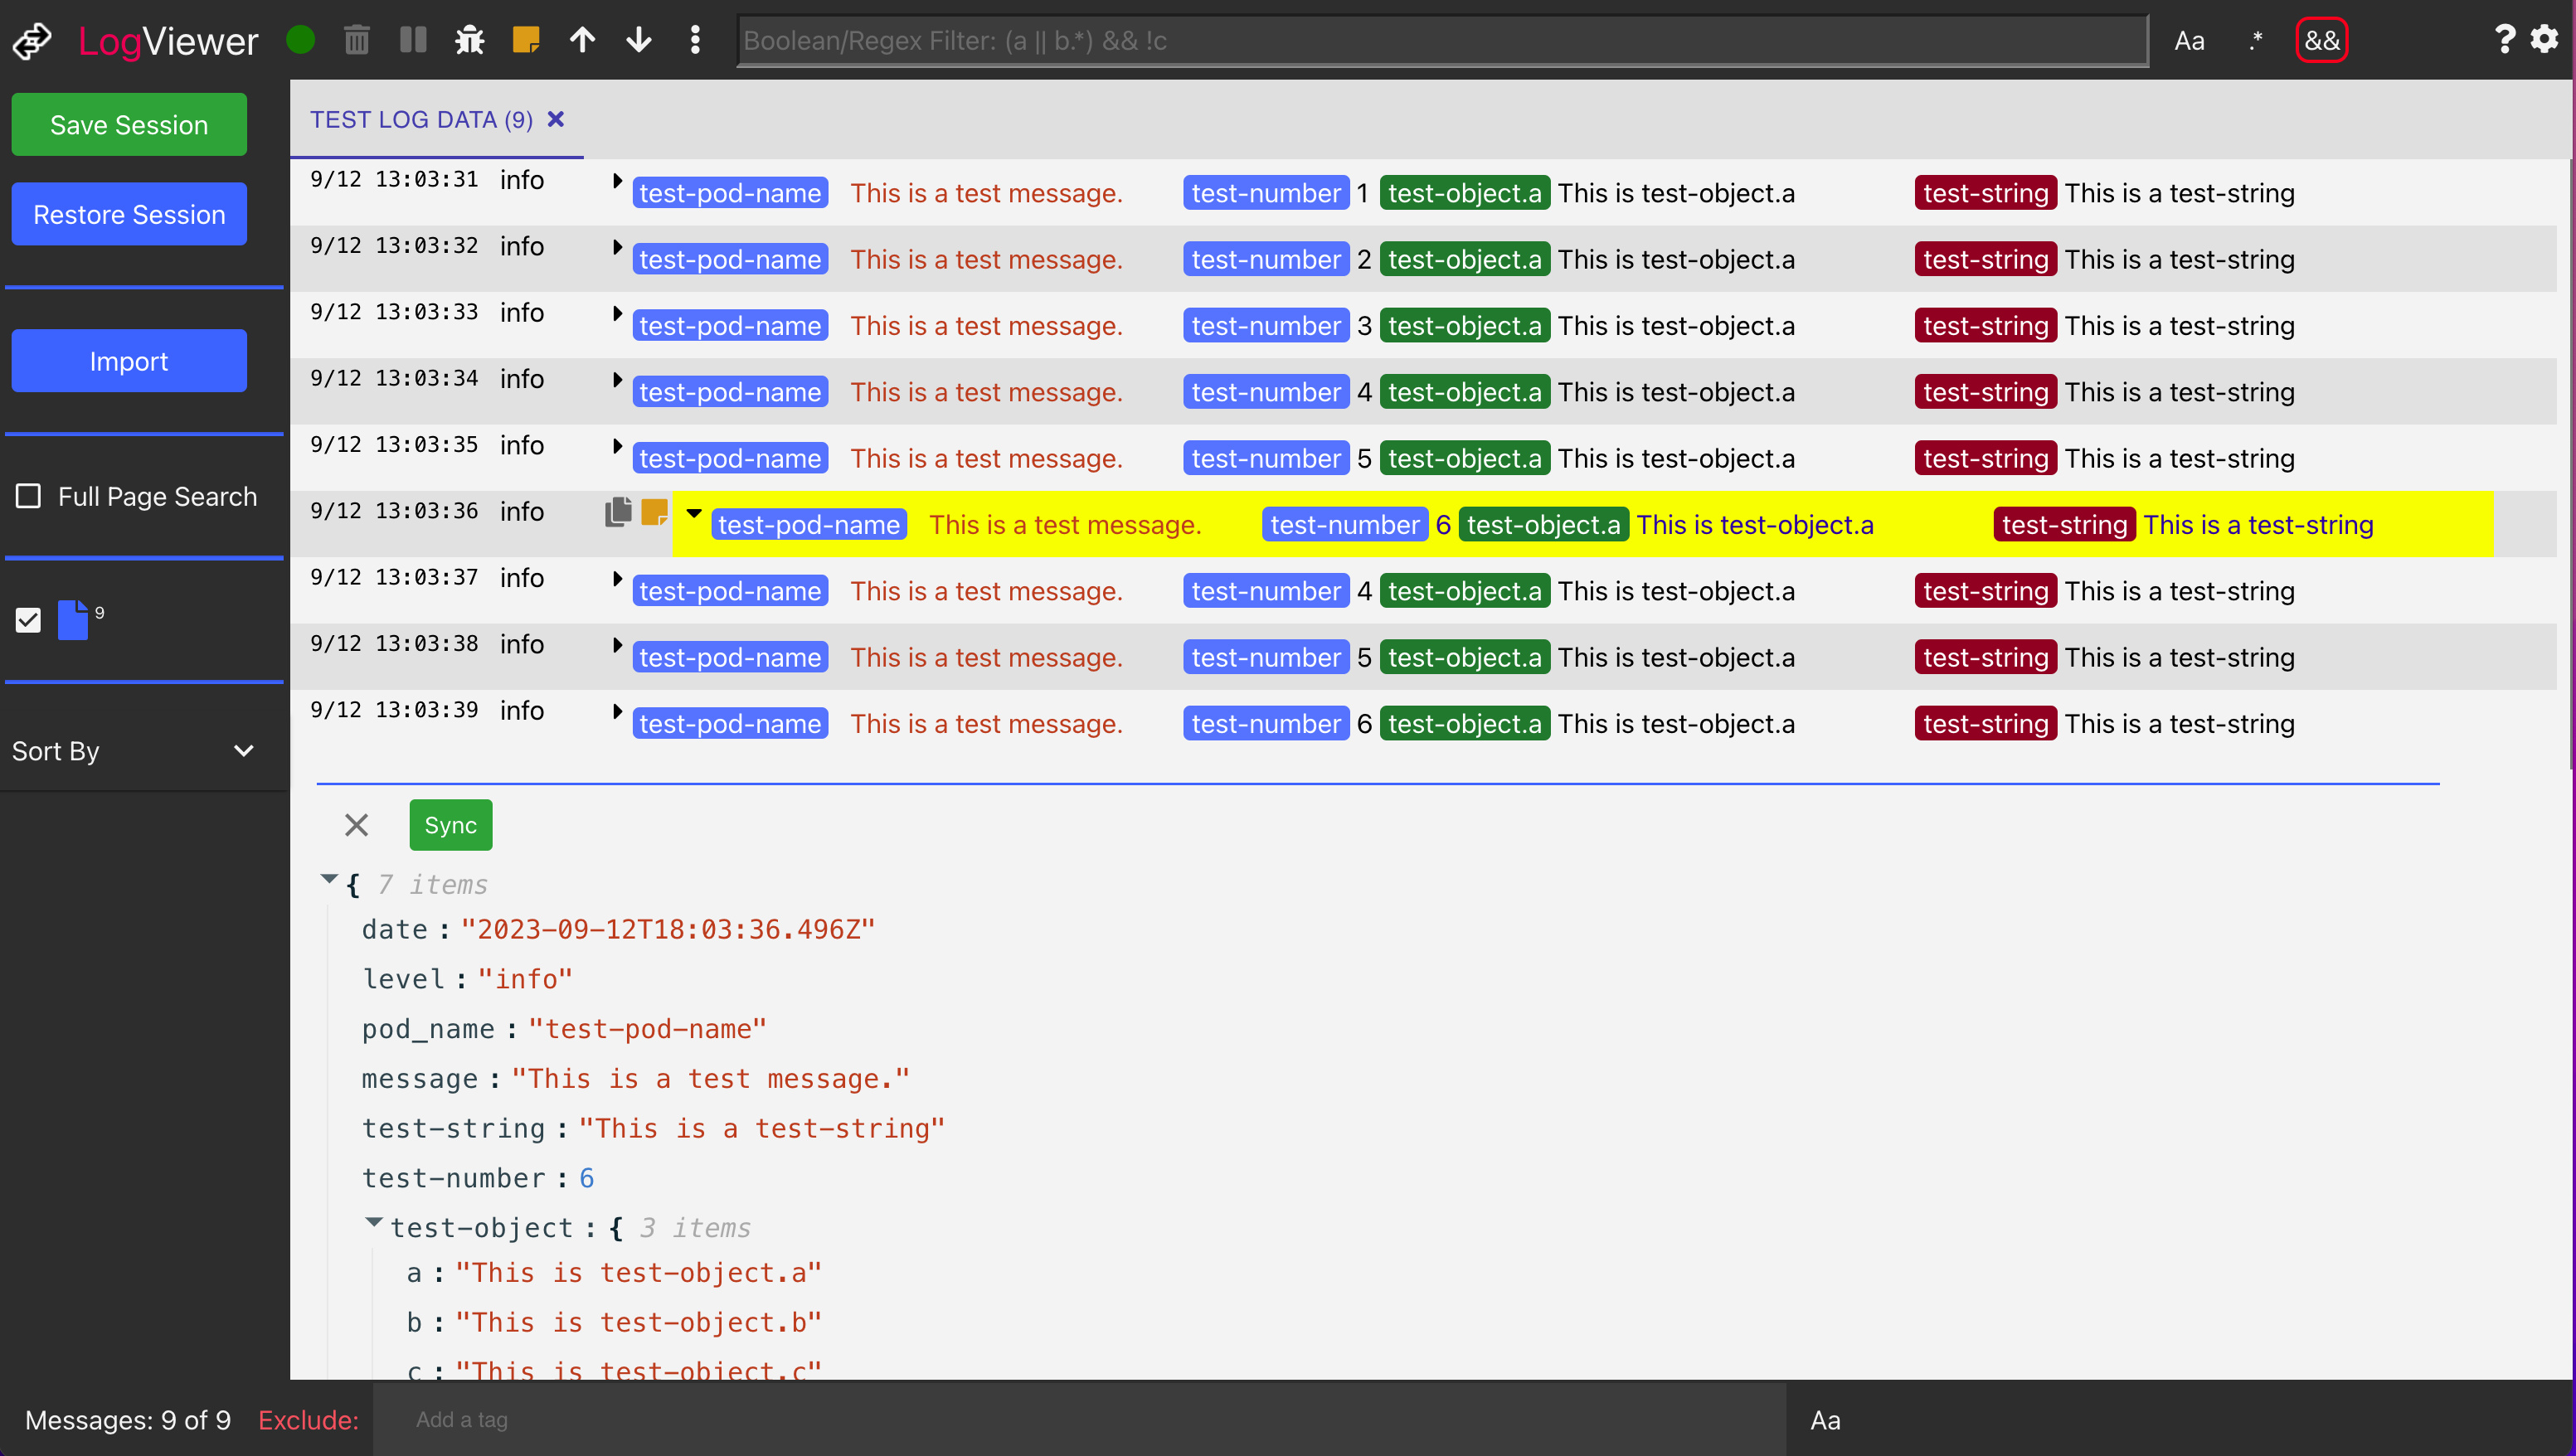 LogViewer Boolean/Regex Filter: (a || b.*) && !c Aa .* && ?
Save Session
Restore Session
Import
Full Page Search
9
Sort By
TEST LOG DATA (9)
9/12 13:03:31 info test-pod-name This is a test message. test-number 1 test-object.a This is test-object.a test-string This is a test-string
9/12 13:03:32 info test-pod-name This is a test message. test-number 2 test-object.a This is test-object.a test-string This is a test-string
9/12 13:03:33 info test-pod-name This is a test message. test-number 3 test-object.a This is test-object.a test-string This is a test-string
9/12 13:03:34 info test-pod-name This is a test message. test-number 4 test-object.a This is test-object.a test-string This is a test-string
9/12 13:03:35 info test-pod-name This is a test message. test-number 5 test-object.a This is test-object.a test-string This is a test-string
9/12 13:03:36 info test-pod-name This is a test message. test-number 6 test-object.a This is test-object.a test-string This is a test-string
9/12 13:03:37 info test-pod-name This is a test message. test-number 4 test-object.a This is test-object.a test-string This is a test-string
9/12 13:03:38 info test-pod-name This is a test message. test-number 5 test-object.a This is test-object.a test-string This is a test-string
9/12 13:03:39 info test-pod-name This is a test message. test-number 6 test-object.a This is test-object.a test-string This is a test-string
Sync
{ 7 items
date : "2023-09-12T18:03:36.496Z"
level : "info"
pod_name : "test-pod-name"
message : "This is a test message."
test-string : "This is a test-string"
test-number : 6
test-object : { 3 items
a : "This is test-object.a"
b : "This is test-object.b"
c : "This is test-object.c"
Messages: 9 of 9 Exclude: Add a tag Aa